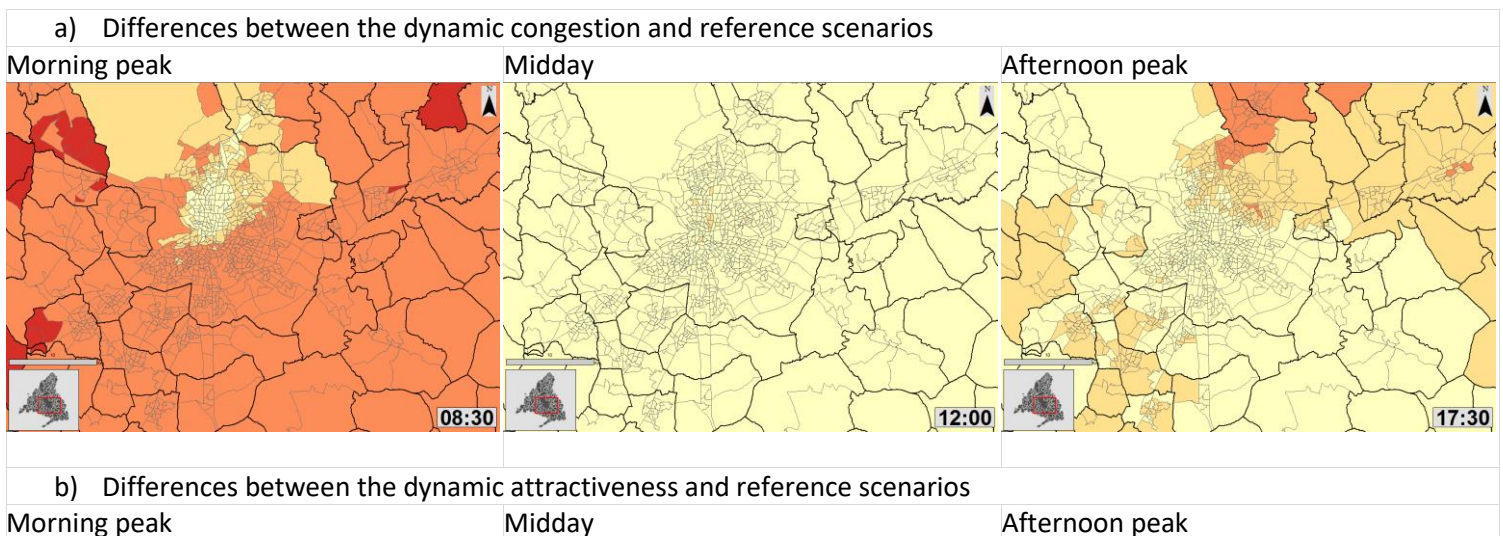 a) Differences between the dynamic congestion and reference scenarios
Morning peak Midday Afternoon peak
N N N
08:30 12:00 17:30
b) Differences between the dynamic attractiveness and reference scenarios
Morning peak Midday Afternoon peak